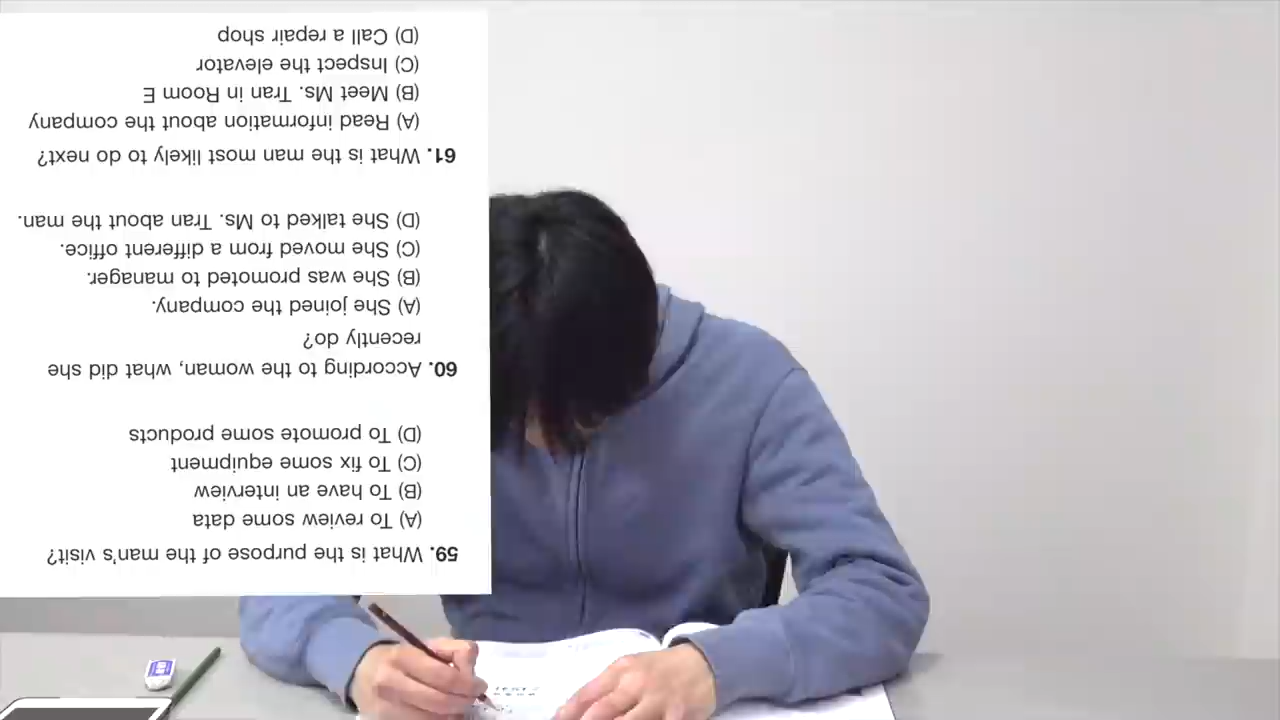 59. What is the purpose of the man's visit?
(A) To review some data
(B) To have an interview
(C) To fix some equipment
(D) To promote some products
60. According to the woman, what did she
recently do?
(A) She joined the company.
(B) She was promoted to manager.
(C) She moved from a different office.
(D) She talked to Ms. Tran about the man.
61. What is the man most likely to do next?
(A) Read information about the company
(B) Meet Ms. Tran in Room E
(C) Inspect the elevator
(D) Call a repair shop